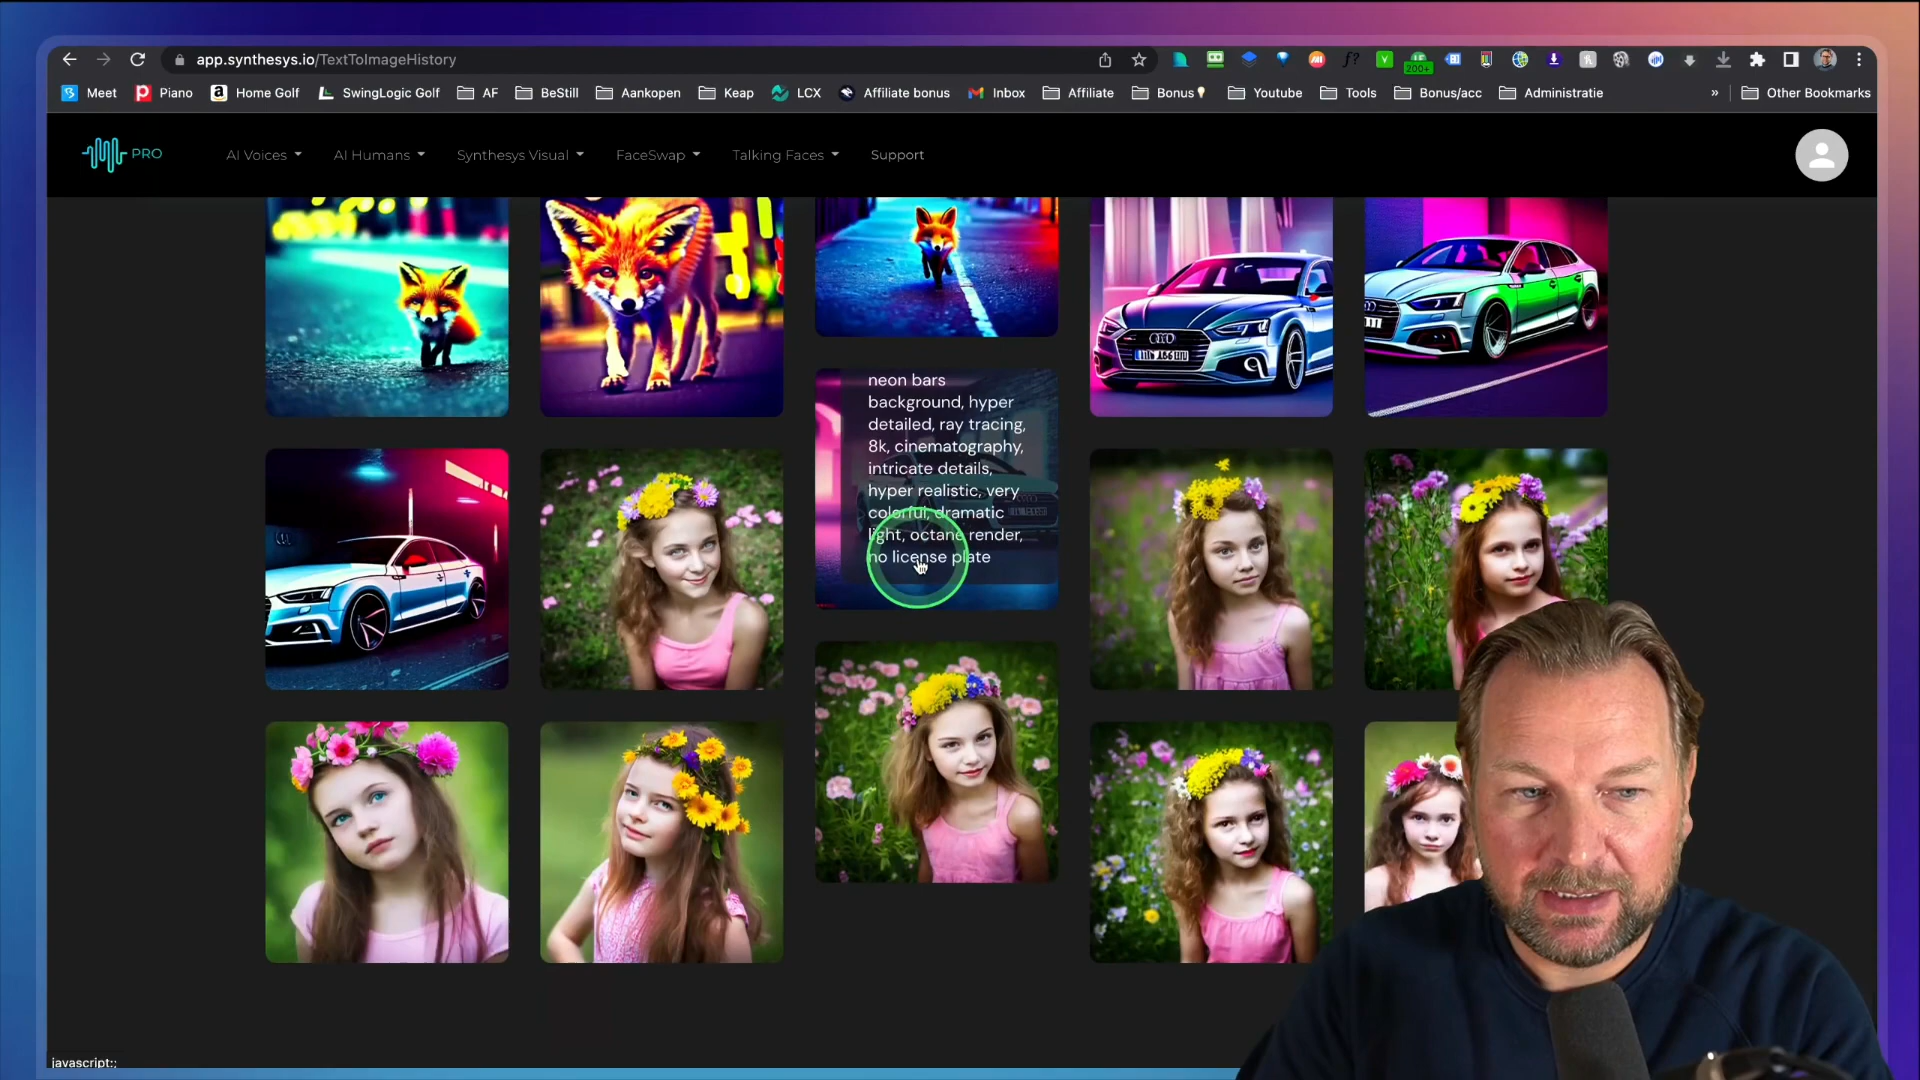 app.synthesys.io/TextToImageHistory
200+
Meet
Piano
Home Golf
SwingLogic Golf
AF
BeStill
Aankopen
Keap
LCX
Affiliate bonus
Inbox
Affiliate
Bonus
Youtube
Tools
Bonus/acc
Administratie
»
Other Bookmarks
PRO
AI Voices
AI Humans
Synthesys Visual
FaceSwap
Talking Faces
Support
neon bars
background, hyper
detailed, ray tracing,
8k, cinematography,
intricate details,
hyper realistic, very
colorful, dramatic
light, octane render,
no license plate
javascript:;